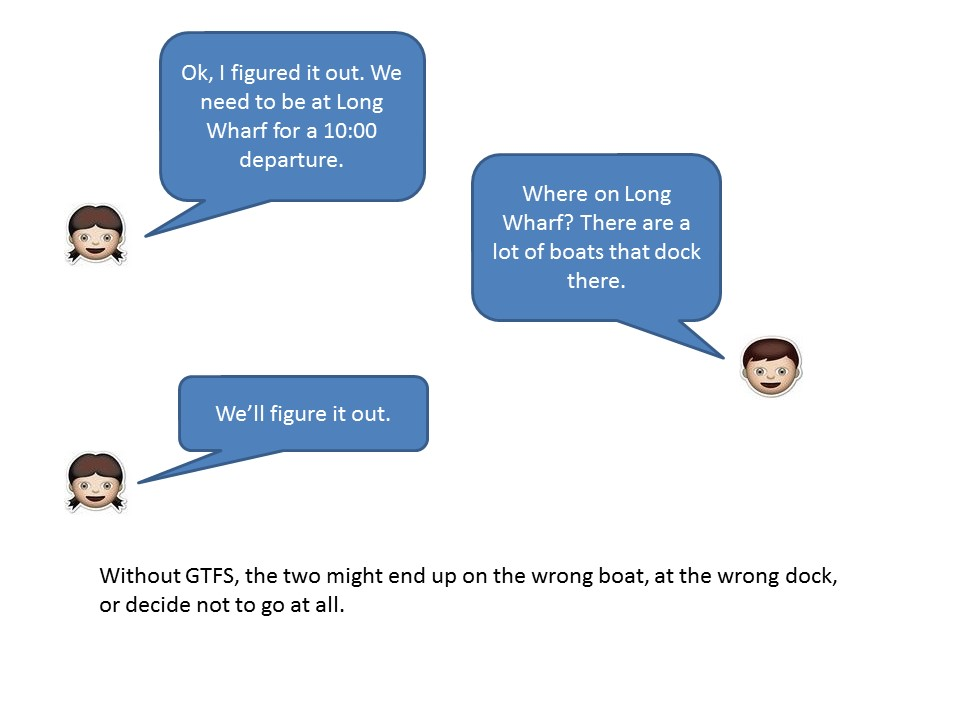 Ok, I figured it out. We
need to be at Long
Wharf for a 10:00
departure.
Where on Long
Wharf? There are a
lot of boats that dock
there.
We’ll figure it out.
Without GTFS, the two might end up on the wrong boat, at the wrong dock,
or decide not to go at all.